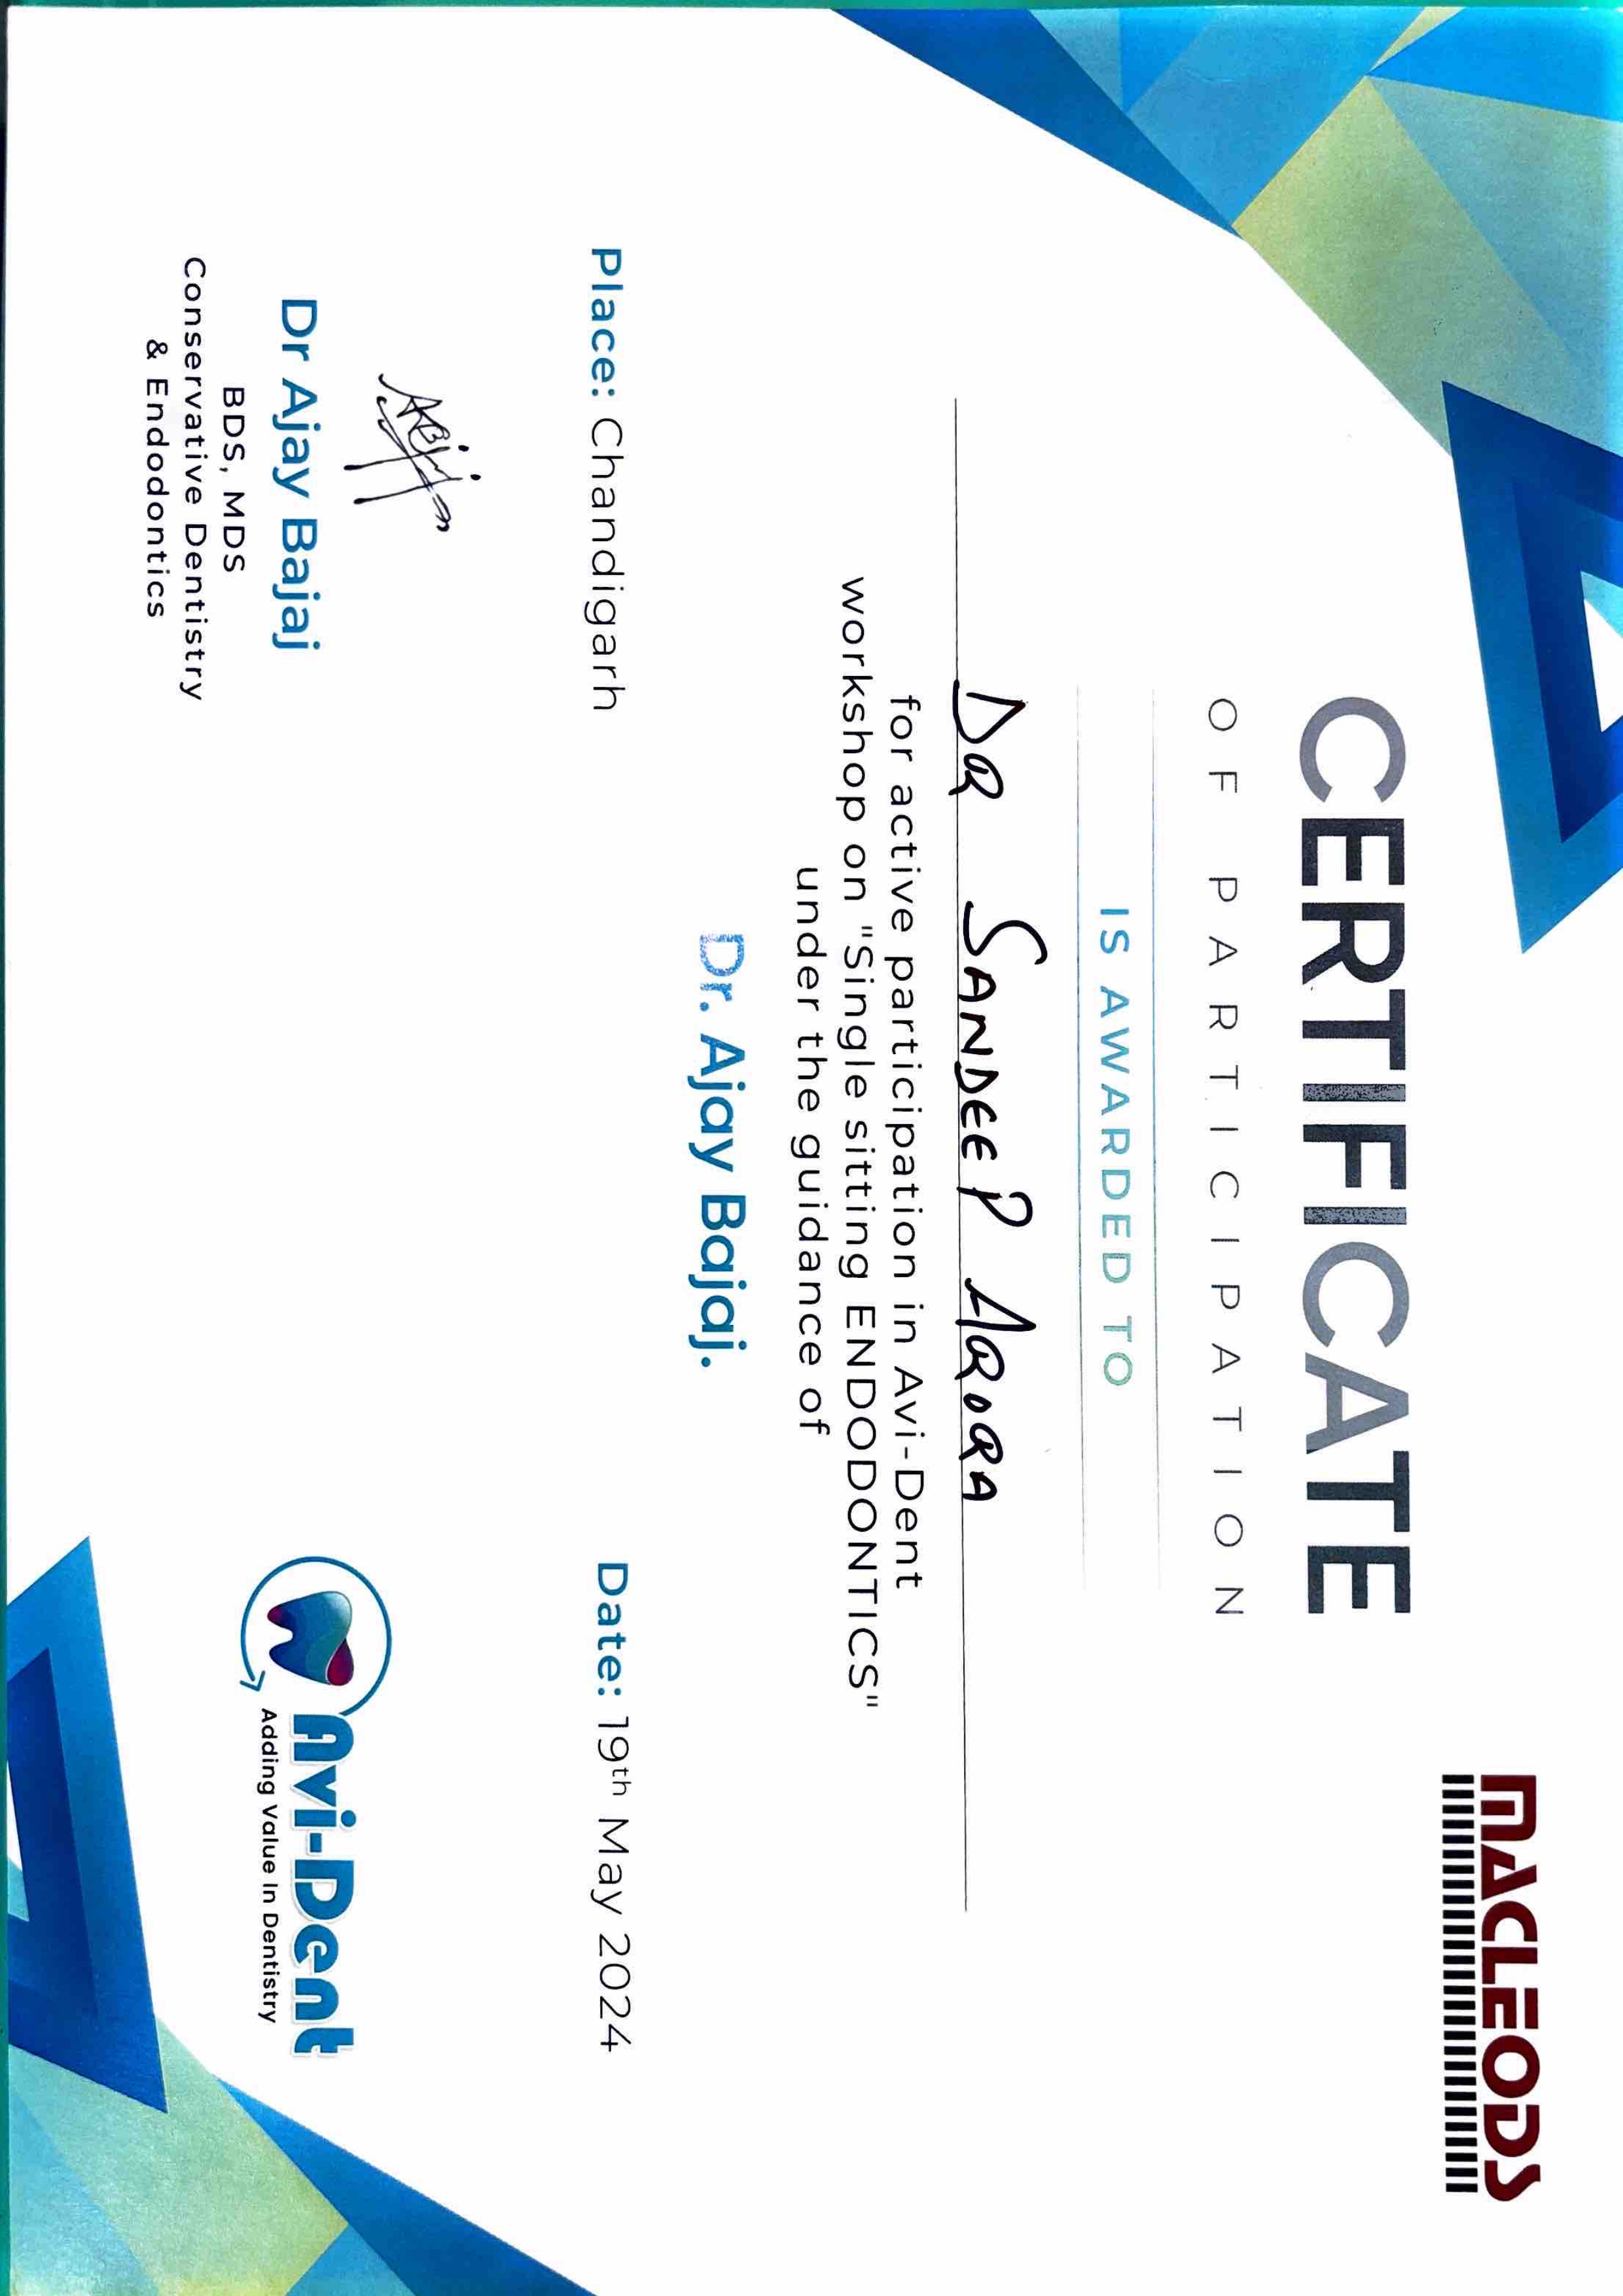 MACLEODS
CERTIFICATE
OF PARTICIPATION
IS AWARDED TO
DR SANDEEP ARORA
for active participation in Avi-Dent
workshop on "Single sitting ENDODONTICS"
under the guidance of
Dr. Ajay Bajaj.
Place: Chandigarh
Date: 19th May 2024
Dr Ajay Bajaj
BDS, MDS
Conservative Dentistry
& Endodontics
Avi-Dent
Adding Value In Dentistry